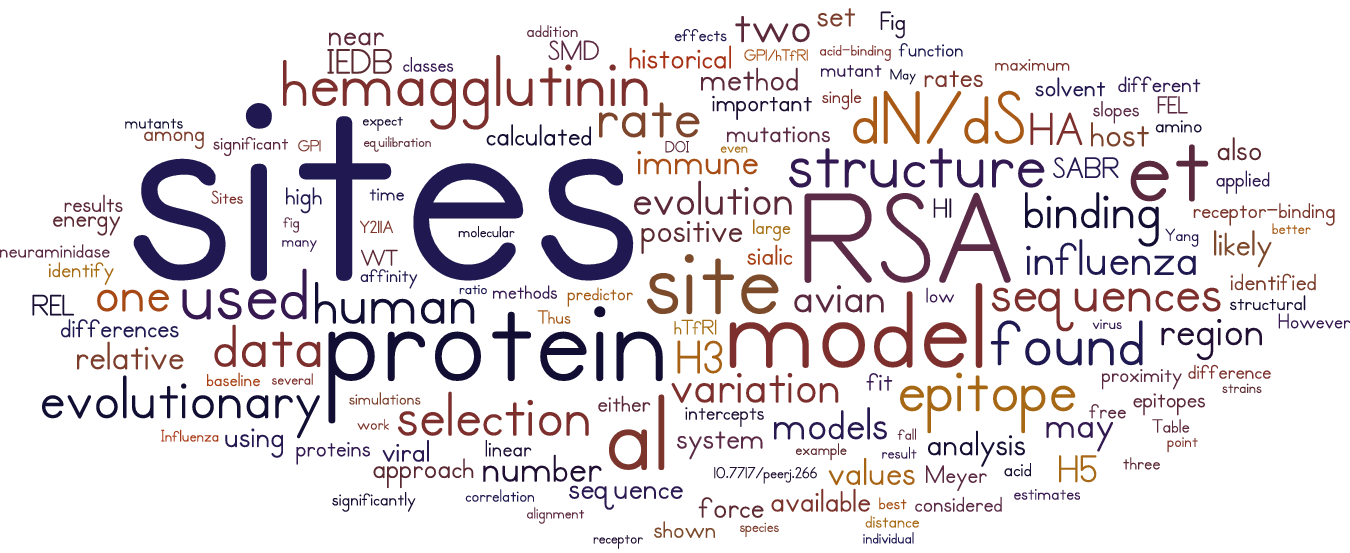 near
addition
effects
two
set
Fig
IEDB
classes
SMD
historical
GPI/hTfR1
acid-binding
function
hemagglutinin
method
mutant
May
rates
maximum
important
single
dN/dS
solvent
different
mutants
among
expect
calculated
rate
mutations
HA
host
slopes
FEL
amino
significant
GPI
equilibration
DOI
even
immune
structure
SABR
et
also
applied
sites
results
energy
Sites
high
time
evolution
RSA
HI
binding
receptor-binding
better
fig
many
Y211A
molecular
positive
large
Yang
likely
neuraminidase
identify
WT
affinity
sialic
influenza
identified
structural
REL
one
used
human
ratio
methods
predictor
site
avian
low
sequences
However
differences
Thus
hTfR1
virus
region
relative
data
protein
H3
model
found
baseline
several
variation
fit
epitope
proximity
difference
strains
evolutionary
simulations
work
selection
either
al
intercepts
free
epitopes
Influenza
using
proteins
viral
linear
system
models
fall
analysis
may
Table
point
example
result
approach
number
10.7717/peerj.266
values
Meyer
acid
H5
three
significantly
correlation
sequence
force
available
best
considered
estimates
alignment
distance
receptor
shown
species
individual